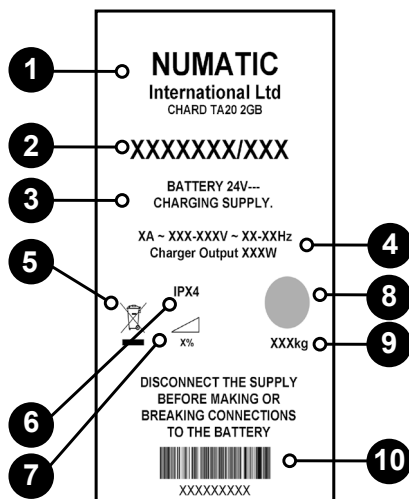 1
NUMATIC
International Ltd
CHARD TA20 2GB
2
XXXXXXX/XXX
3
BATTERY 24V---
CHARGING SUPPLY.
4
XA ~ XXX-XXXV ~ XX-XXHz
Charger Output XXXW
5
IPX4
8
X%
XXXkg
9
6
7
DISCONNECT THE SUPPLY
BEFORE MAKING OR
BREAKING CONNECTIONS
TO THE BATTERY
10
XXXXXXXXX